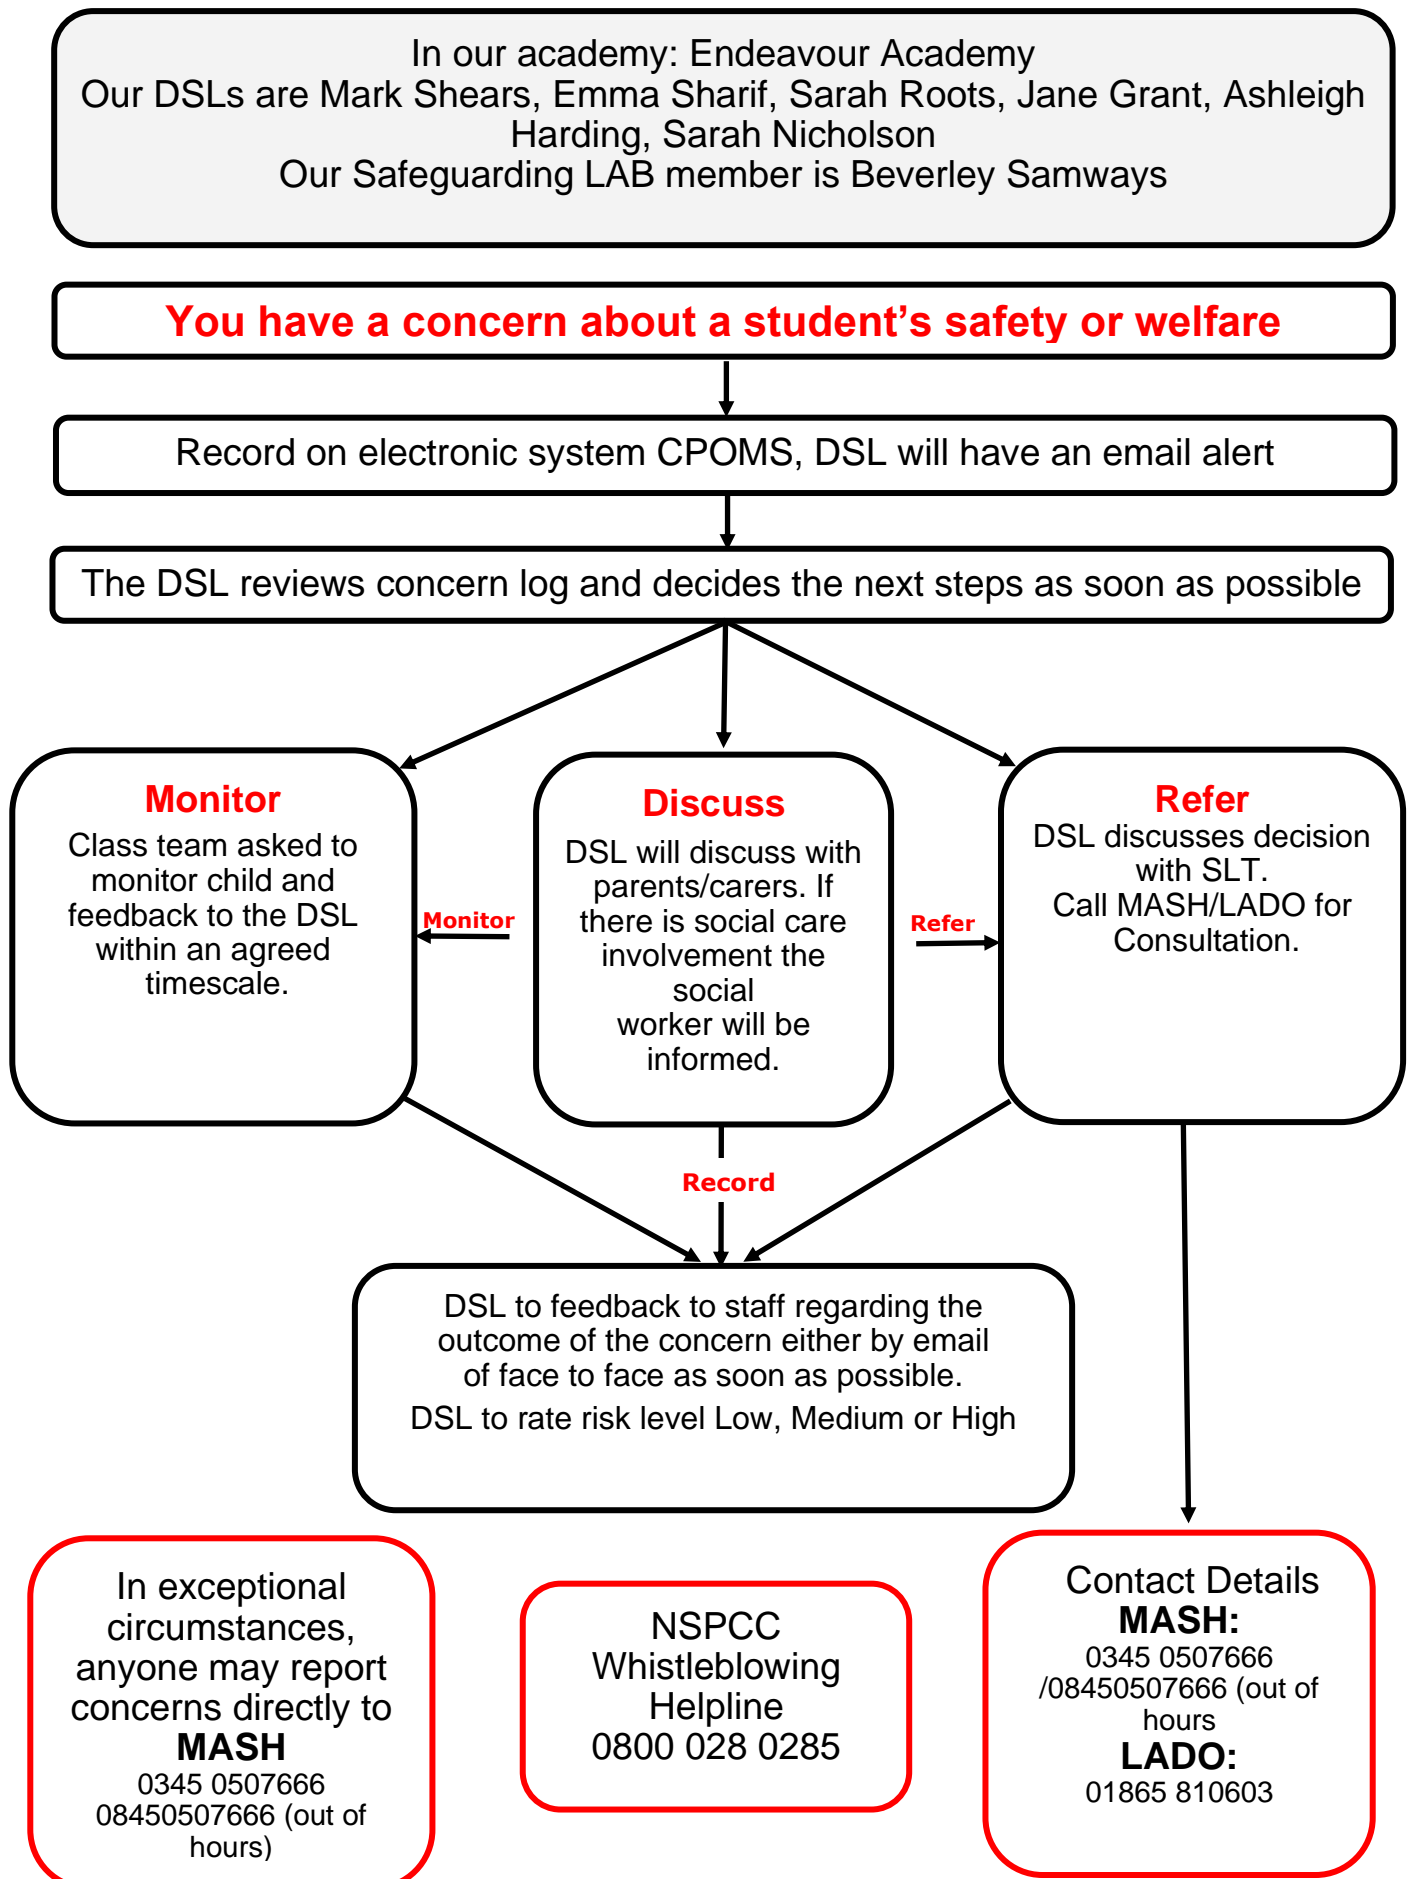 In our academy: Endeavour Academy
Our DSLs are Mark Shears, Emma Sharif, Sarah Roots, Jane Grant, Ashleigh
Harding, Sarah Nicholson
Our Safeguarding LAB member is Beverley Samways
You have a concern about a student’s safety or welfare
Record on electronic system CPOMS, DSL will have an email alert
The DSL reviews concern log and decides the next steps as soon as possible
Monitor
Class team asked to
monitor child and
feedback to the DSL
within an agreed
timescale.
Monitor
Discuss
DSL will discuss with
parents/carers. If
there is social care
involvement the
social
worker will be
informed.
Refer
Refer
DSL discusses decision
with SLT.
Call MASH/LADO for
Consultation.
Record
DSL to feedback to staff regarding the
outcome of the concern either by email
of face to face as soon as possible.
DSL to rate risk level Low, Medium or High
In exceptional
circumstances,
anyone may report
concerns directly to
MASH
0345 0507666
08450507666 (out of
hours)
NSPCC
Whistleblowing
Helpline
0800 028 0285
Contact Details
MASH:
0345 0507666
/08450507666 (out of
hours
LADO:
01865 810603